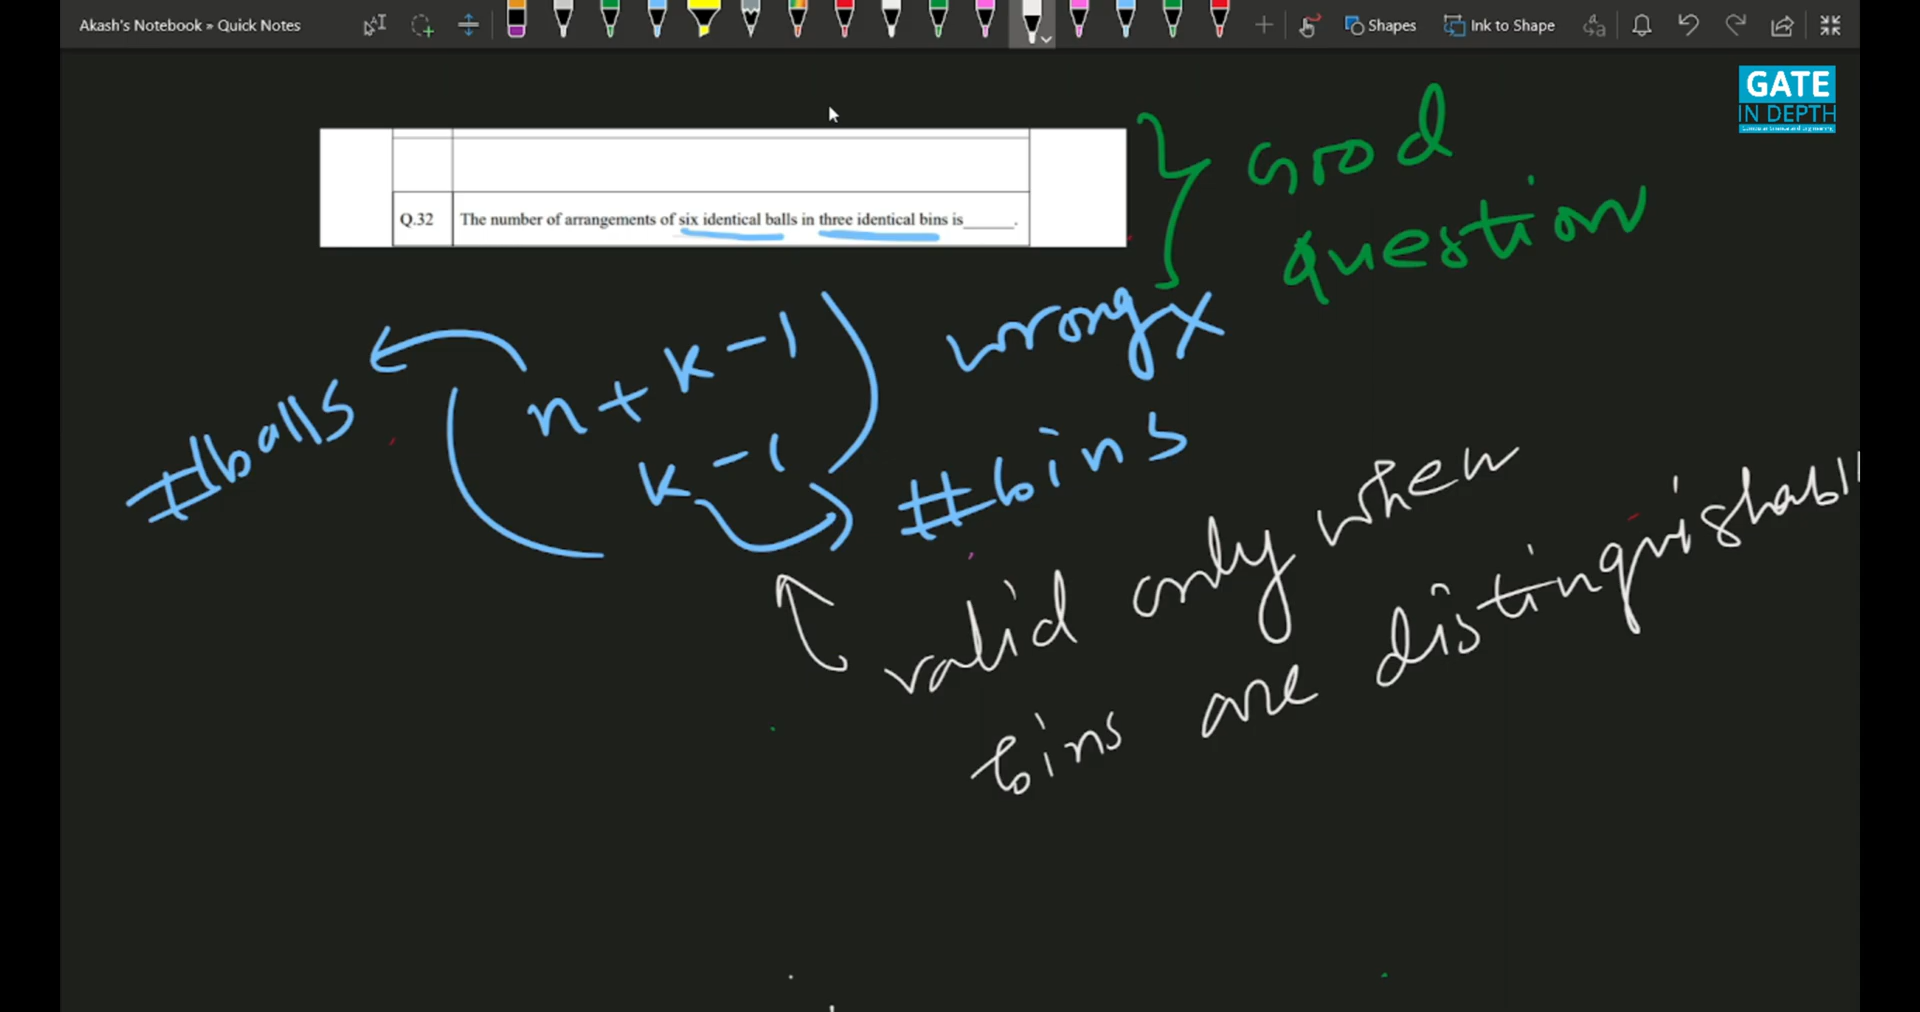 Akash's Notebook » Quick Notes
Shapes
Ink to Shape
GATE
IN DEPTH
Q.32 The number of arrangements of six identical balls in three identical bins is______.
Good
question
wrong X
#balls
n + k - 1
k - 1
#bins
valid only when
bins are distinguishabl